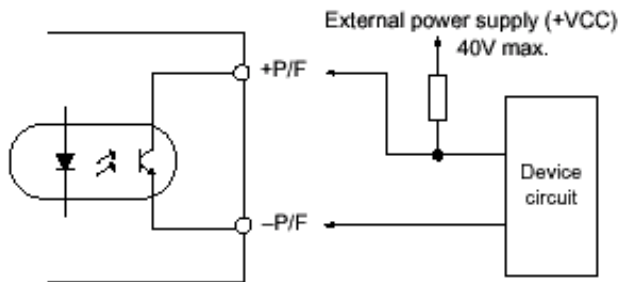 External power supply (+VCC)
40V max.
+P/F
Device
circuit
–P/F